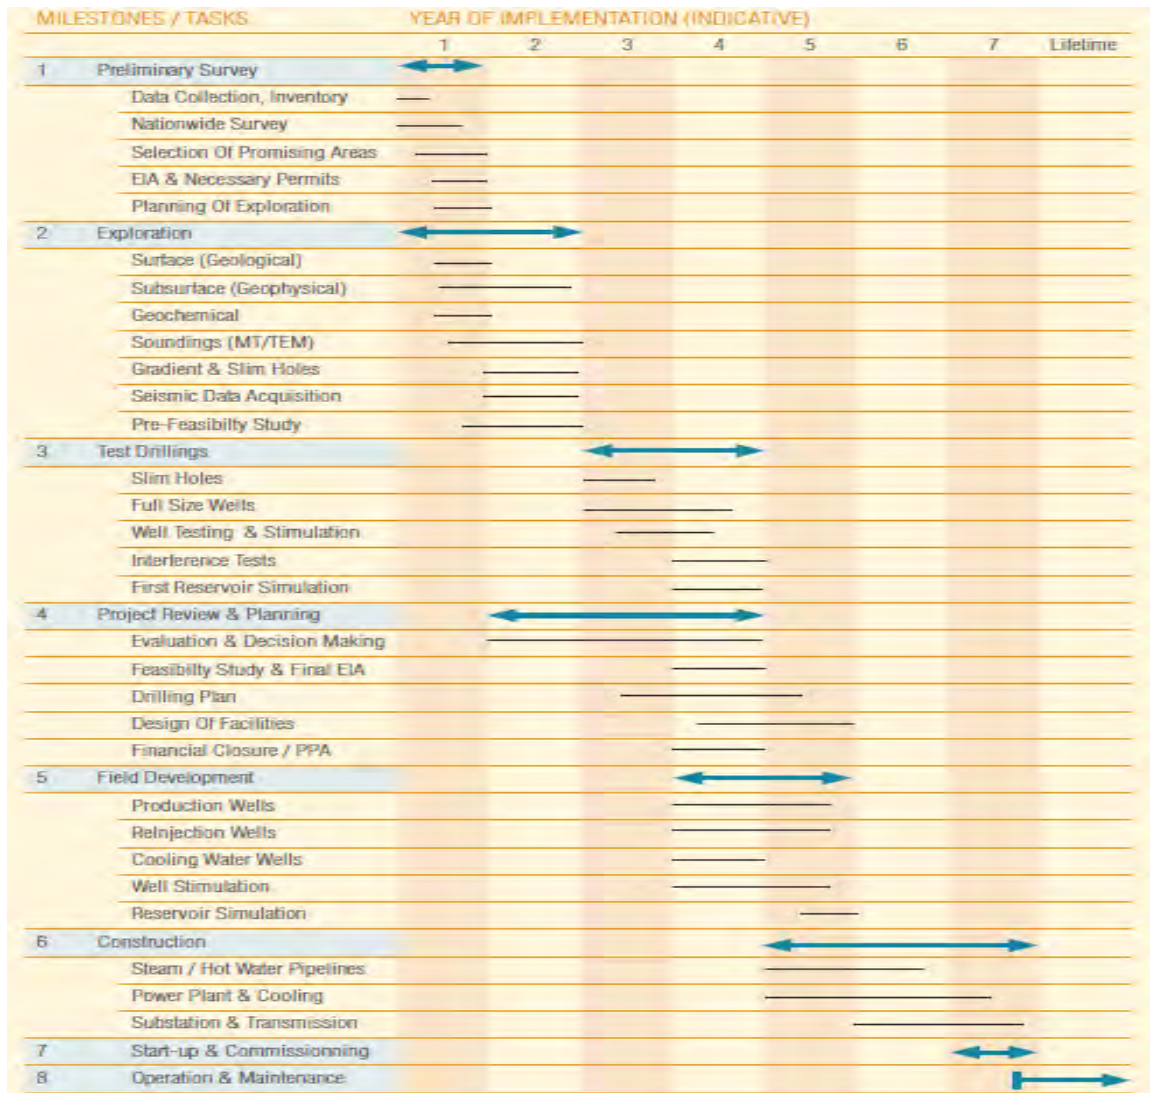 MILESTONES / TASKS YEAR OF IMPLEMENTATION (INDICATIVE)
1 2 3 4 5 6 7 Lifetime
1 Preliminary Survey
Data Collection, Inventory
Nationwide Survey
Selection Of Promising Areas
EIA & Necessary Permits
Planning Of Exploration
2 Exploration
Surface (Geological)
Subsurface (Geophysical)
Geochemical
Soundings (MT/TEM)
Gradient & Slim Holes
Seismic Data Acquisition
Pre-Feasibilty Study
3 Test Drillings
Slim Holes
Full Size Wells
Well Testing & Stimulation
Interference Tests
First Reservoir Simulation
4 Project Review & Planning
Evaluation & Decision Making
Feasibilty Study & Final EIA
Drilling Plan
Design Of Facilities
Financial Closure / PPA
5 Field Development
Production Wells
ReInjection Wells
Cooling Water Wells
Well Stimulation
Reservoir Simulation
6 Construction
Steam / Hot Water Pipelines
Power Plant & Cooling
Substation & Transmission
7 Start-up & Commissionning
8 Operation & Maintenance